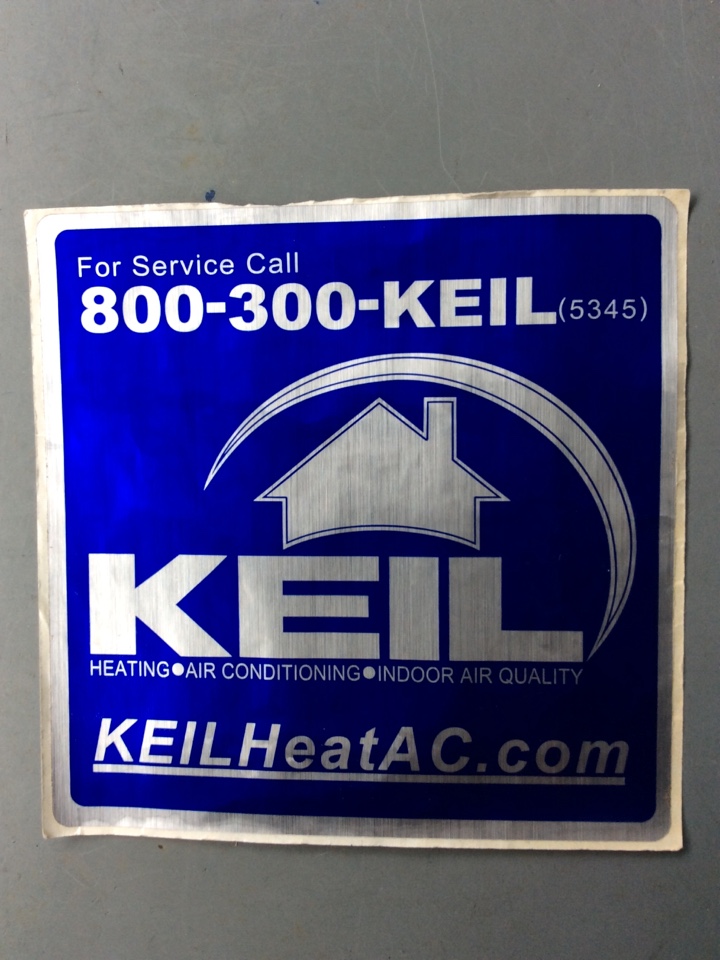 For Service Call
800-300-KEIL(5345)
KEIL
HEATING●AIR CONDITIONING●INDOOR AIR QUALITY
KEILHeatAC.com